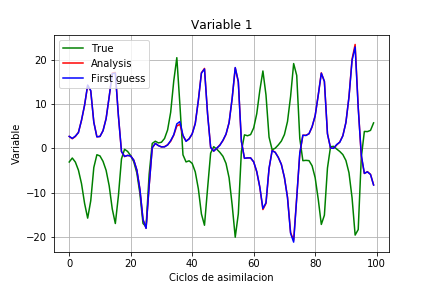 Variable 1
True
Analysis
First guess
Variable
20
10
0
−10
−20
0 20 40 60 80 100
Ciclos de asimilacion